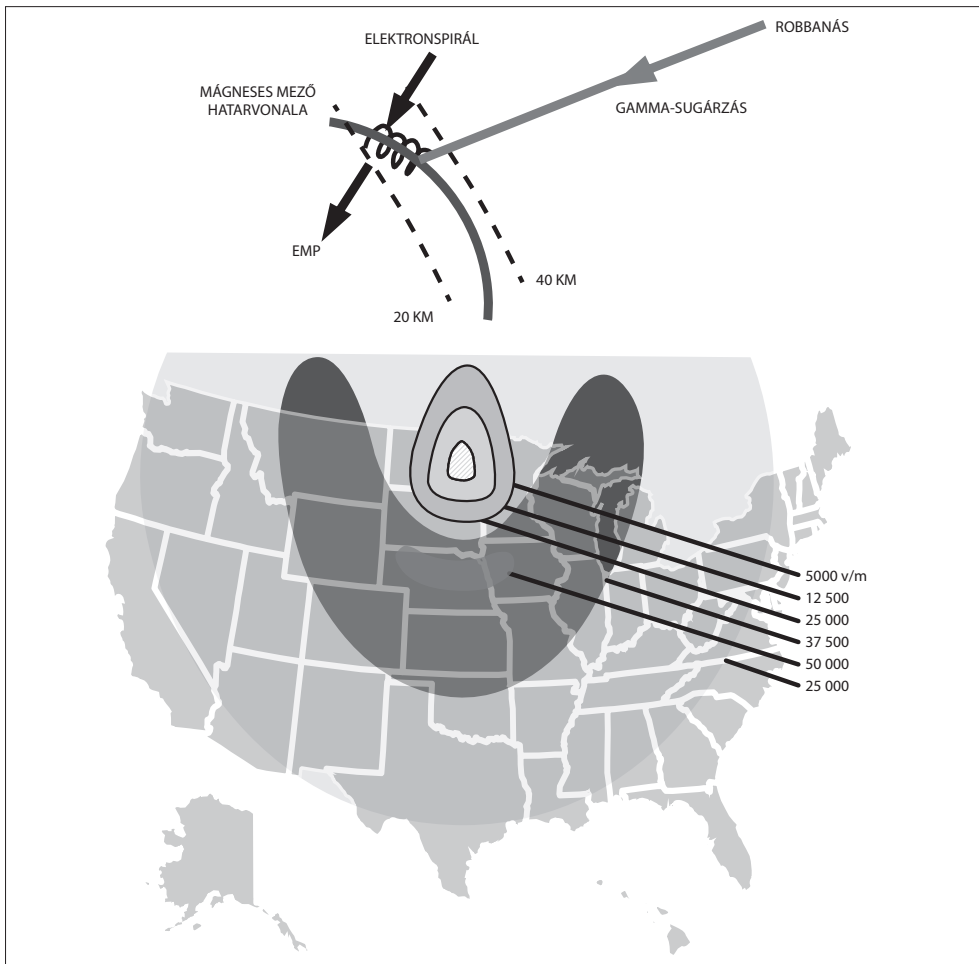 ROBBANÁS
ELEKTRONSPIRÁL
MÁGNESES MEZŐ
HATARVONALA
GAMMA-SUGÁRZÁS
EMP
40 KM
20 KM
5000 v/m
12 500
25 000
37 500
50 000
25 000